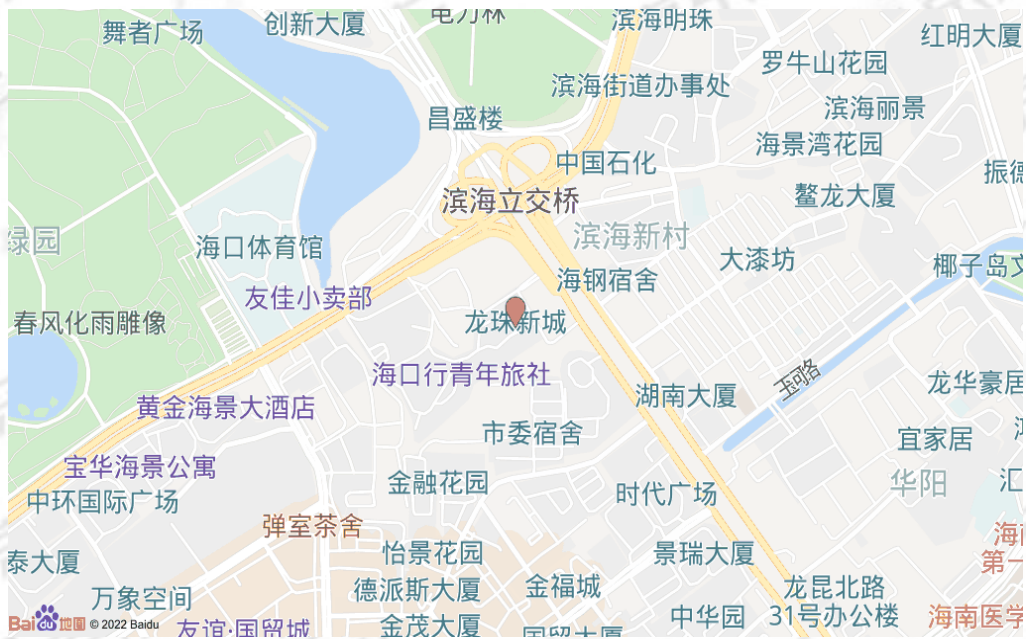 电力林
滨海明珠
舞者广场
创新大厦
红明大厦
罗牛山花园
滨海街道办事处
滨海丽景
昌盛楼
海景湾花园
中国石化
振德
鳌龙大厦
滨海立交桥
滨海新村
绿园
海口体育馆
大漆坊
椰子岛文
海钢宿舍
友佳小卖部
春风化雨雕像
龙珠新城
海口行青年旅社
玉河路
龙华豪居
湖南大厦
黄金海景大酒店
市委宿舍
宜家居
宝华海景公寓
金融花园
华阳
汇
中环国际广场
时代广场
弹室茶舍
海南
第一
怡景花园
景瑞大厦
泰大厦
德派斯大厦
金福城
龙昆北路
31号办公楼
万象空间
中华园
海南医学
友谊·国贸城
金茂大厦
国贸大厦
Bai du 地图 © 2022 Baidu